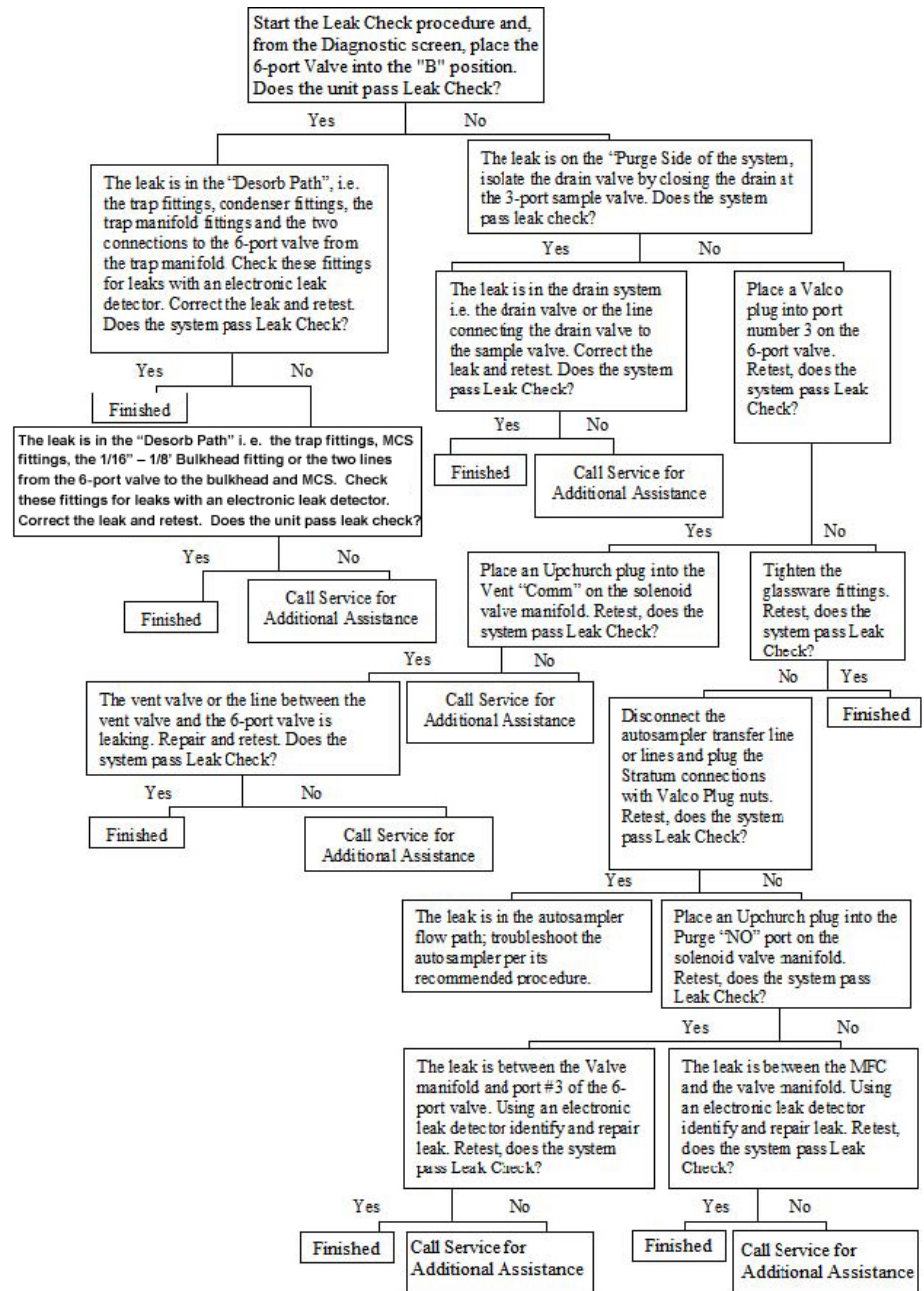 Start the Leak Check procedure and,
from the Diagnostic screen, place the
6-port Valve into the "B" position.
Does the unit pass Leak Check?
Yes
No
The leak is in the “Desorb Path”, i.e.
the trap fittings, condenser fittings, the
trap manifold fittings and the two
connections to the 6-port valve from
the trap manifold. Check these fittings
for leaks with an electronic leak
detector. Correct the leak and retest.
Does the system pass Leak Check?
The leak is on the “Purge Side of the system,
isolate the drain valve by closing the drain at
the 3-port sample valve. Does the system
pass leak check?
Yes
No
The leak is in the drain system
i.e. the drain valve or the line
connecting the drain valve to
the sample valve. Correct the
leak and retest. Does the system
pass Leak Check?
Place a Valco
plug into port
number 3 on the
6-port valve.
Retest, does the
system pass Leak
Check?
Yes
No
Finished
The leak is in the “Desorb Path” i. e. the trap fittings, MCS
fittings, the 1/16” – 1/8’ Bulkhead fitting or the two lines
from the 6-port valve to the bulkhead and MCS. Check
these fittings for leaks with an electronic leak detector.
Correct the leak and retest. Does the unit pass leak check?
Yes
No
Finished
Call Service for
Additional Assistance
Yes
No
Finished
Call Service for
Additional Assistance
Yes
No
Place an Upchurch plug into the
Vent “Comm” on the solenoid
valve manifold. Retest, does the
system pass Leak Check?
Tighten the
glassware fittings.
Retest, does the
system pass Leak
Check?
Yes
No
The vent valve or the line between the
vent valve and the 6-port valve is
leaking. Repair and retest. Does the
system pass Leak Check?
Call Service for
Additional Assistance
No
Yes
Disconnect the
autosampler transfer line
or lines and plug the
Stratum connections
with Valco Plug nuts.
Retest, does the system
pass Leak Check?
Finished
Yes
No
Finished
Call Service for
Additional Assistance
Yes
No
The leak is in the autosampler
flow path; troubleshoot the
autosampler per its
recommended procedure.
Place an Upchurch plug into the
Purge “NO” port on the
solenoid valve manifold.
Retest, does the system pass
Leak Check?
Yes
No
The leak is between the Valve
manifold and port #3 of the 6-
port valve. Using an electronic
leak detector identify and repair
leak. Retest, does the system
pass Leak Check?
The leak is between the MFC
and the valve manifold. Using
an electronic leak detector
identify and repair leak. Retest,
does the system pass Leak
Check?
Yes
No
Finished
Call Service for
Additional Assistance
Yes
No
Finished
Call Service for
Additional Assistance